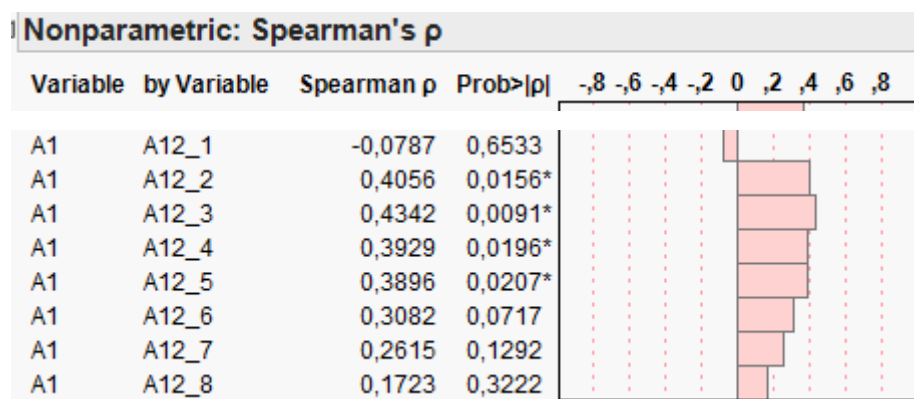 Nonparametric: Spearman's ρ
Variable by Variable Spearman ρ Prob>|ρ| -,8 -,6 -,4 -,2 0 ,2 ,4 ,6 ,8
A1 A12_1 -0,0787 0,6533
A1 A12_2 0,4056 0,0156*
A1 A12_3 0,4342 0,0091*
A1 A12_4 0,3929 0,0196*
A1 A12_5 0,3896 0,0207*
A1 A12_6 0,3082 0,0717
A1 A12_7 0,2615 0,1292
A1 A12_8 0,1723 0,3222